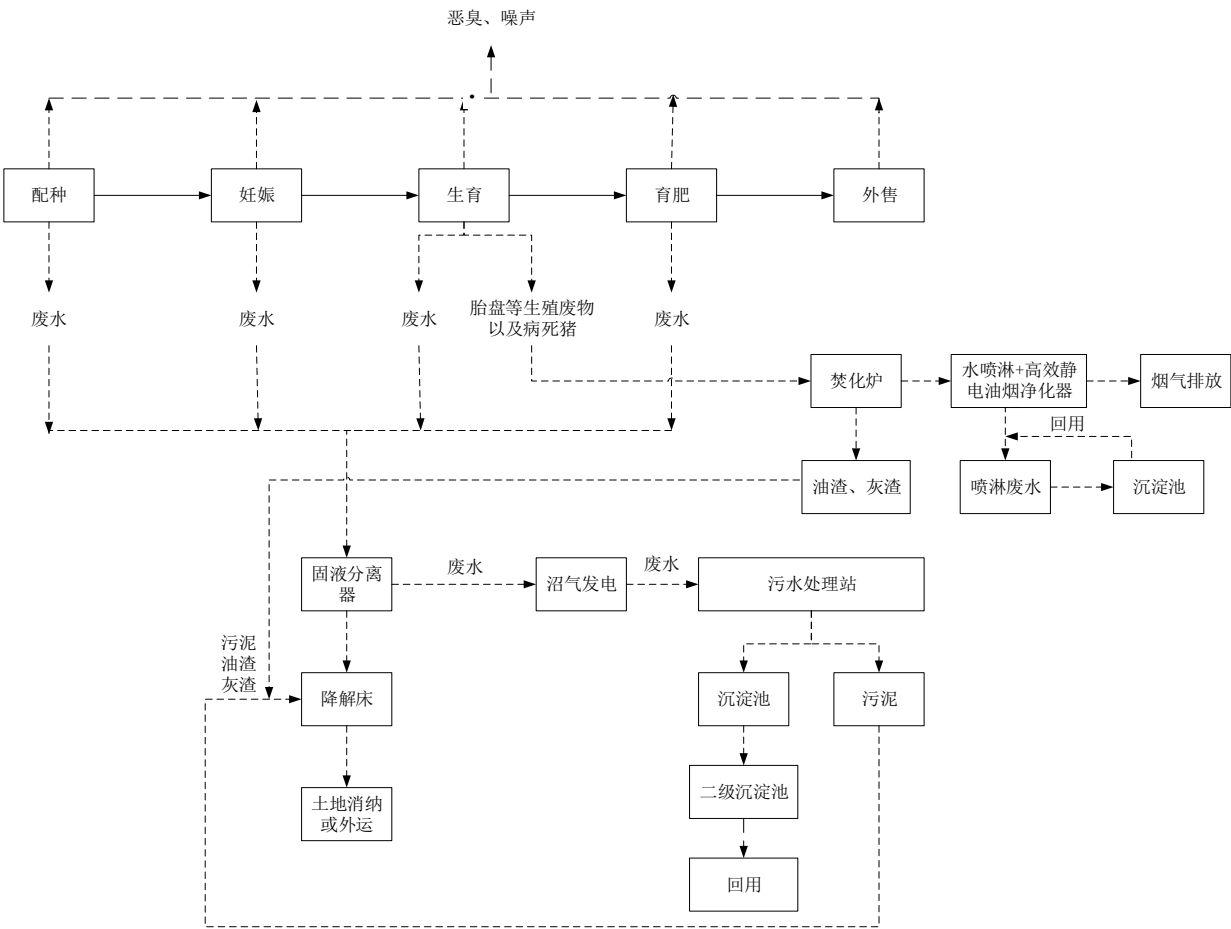 恶臭、噪声
配种
妊娠
生育
育肥
外售
废水
废水
废水
胎盘等生殖废物
以及病死猪
废水
焚化炉
水喷淋+高效静
电油烟净化器
烟气排放
回用
油渣、灰渣
喷淋废水
沉淀池
固液分离
器
废水
沼气发电
废水
污水处理站
污泥
油渣
灰渣
降解床
沉淀池
污泥
土地消纳
或外运
二级沉淀池
回用